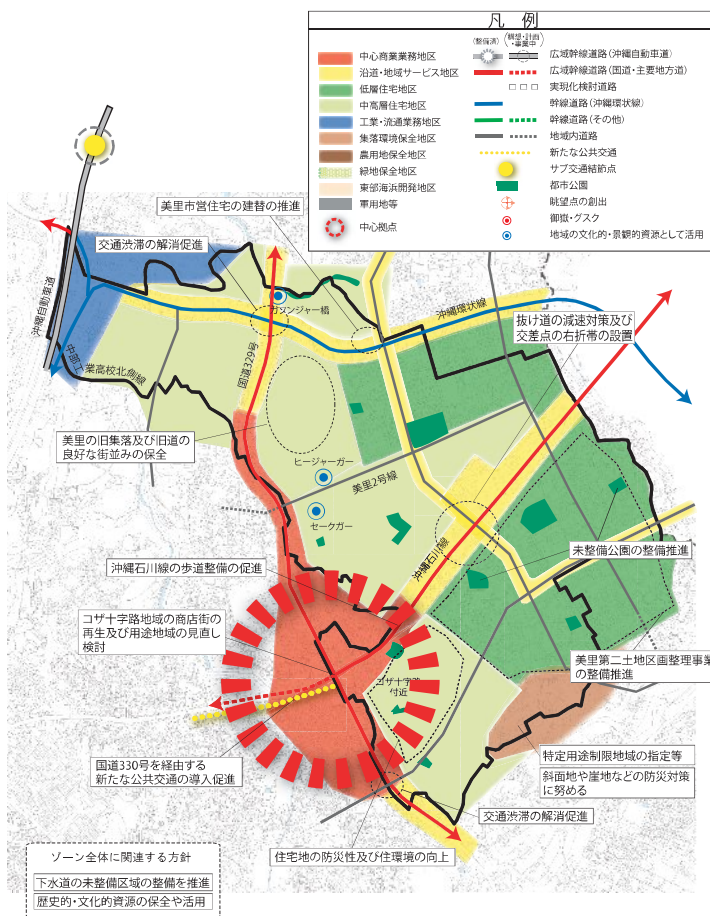 凡 例
中心商業業務地区
沿道・地域サービス地区
低層住宅地区
中高層住宅地区
工業・流通業務地区
集落環境保全地区
農用地保全地区
緑地保全地区
東部海浜開発地区
軍用地等
中心拠点
(整備済)
(構想・計画・事業中)
広域幹線道路(沖縄自動車道)
広域幹線道路(国道・主要地方道)
実現化検討道路
幹線道路(沖縄環状線)
幹線道路(その他)
地域内道路
新たな公共交通
サブ交通結節点
都市公園
眺望点の創出
御嶽・グスク
地域の文化的・景観的資源として活用
美里市営住宅の建替の推進
交通渋滞の解消促進
沖縄自動車道
ガソンジャー橋
沖縄環状線
抜け道の減速対策及び
交差点の右折帯の設置
中部工業高校北側線
国道329号
美里の旧集落及び旧道の
良好な街並みの保全
ヒージャーガー
美里2号線
セークガー
未整備公園の整備推進
沖縄石川線
沖縄石川線の歩道整備の促進
コザ十字路地域の商店街の
再生及び用途地域の見直し
検討
美里第二土地区画整理事業
の整備推進
コザ十字路
付近
国道330号を経由する
新たな公共交通の導入促進
特定用途制限地域の指定等
斜面地や崖地などの防災対策
に努める
交通渋滞の解消促進
住宅地の防災性及び住環境の向上
ゾーン全体に関連する方針
下水道の未整備区域の整備を推進
歴史的・文化的資源の保全や活用